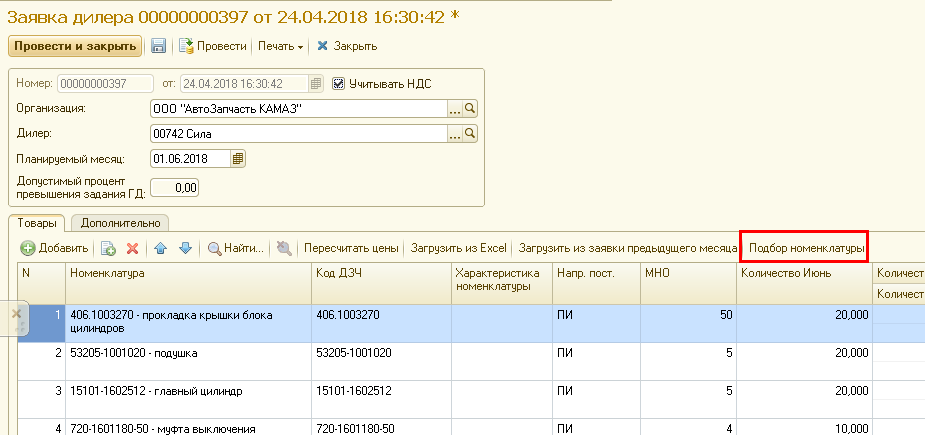 Заявка дилера 00000000397 от 24.04.2018 16:30:42 *
Провести и закрыть Провести Печать Закрыть
Номер: 00000000397 от: 24.04.2018 16:30:42 Учитывать НДС
Организация: ООО "АвтоЗапчасть КАМАЗ" ...
Дилер: 00742 Сила ...
Планируемый месяц: 01.06.2018
Допустимый процент
превышения задания ГД: 0,00
Товары Дополнительно
Добавить Найти... Пересчитать цены Загрузить из Excel Загрузить из заявки предыдущего месяца Подбор номенклатуры
N Номенклатура Код ДЗЧ Характеристика Напр. пост. МНО Количество Июнь Количест
номенклатуры Количест
1 406.1003270 - прокладка крышки блока 406.1003270 ПИ 50 20,000
цилиндров
2 53205-1001020 - подушка 53205-1001020 ПИ 5 20,000
3 15101-1602512 - главный цилиндр 15101-1602512 ПИ 5 20,000
4 720-1601180-50 - муфта выключения 720-1601180-50 ПИ 4 10,000